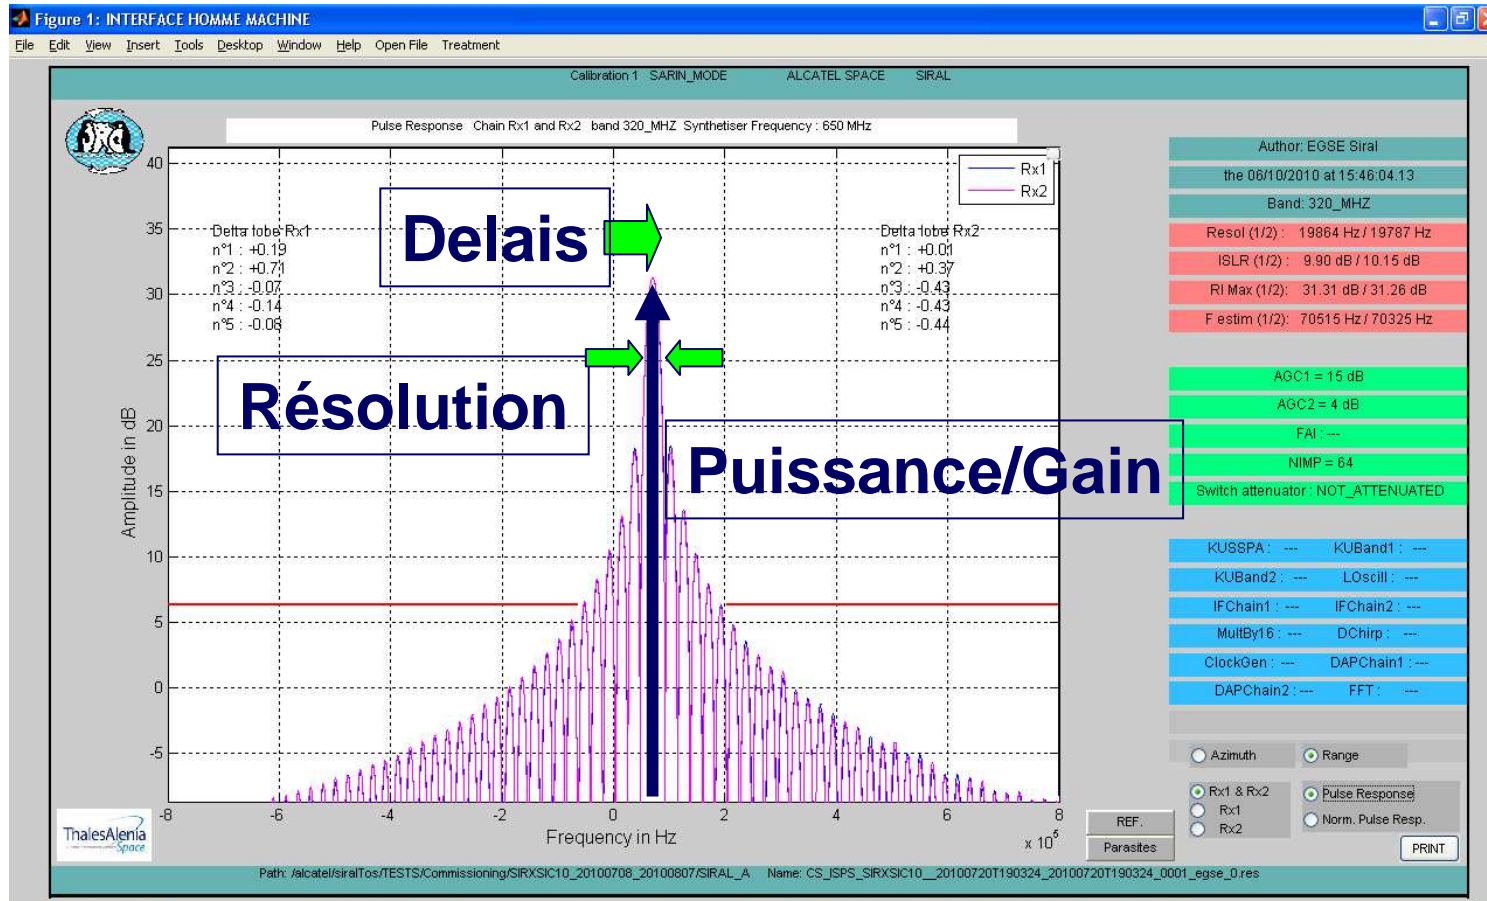 Figure 1: INTERFACE HOMME MACHINE
File Edit View Insert Tools Desktop Window Help Open File Treatment
Calibration 1 SARIN_MODE ALCATEL SPACE SIRAL
Pulse Response Chain Rx1 and Rx2 band 320_MHZ Synthetiser Frequency : 650 MHz
Rx1
Rx2
Delta lobe Rx1
n°1 : +0.19
n°2 : +0.71
n°3 : -0.07
n°4 : -0.14
n°5 : -0.08
Delta lobe Rx2
n°1 : +0.01
n°2 : +0.37
n°3 : -0.43
n°4 : -0.43
n°5 : -0.44
Delais
Résolution
Puissance/Gain
Amplitude in dB
40
35
30
25
20
15
10
5
0
-5
-8 -6 -4 -2 0 2 4 6 8
Frequency in Hz
x 10^5
Author: EGSE Siral
the 06/10/2010 at 15:46:04.13
Band: 320_MHZ
Resol (1/2) : 19864 Hz / 19787 Hz
ISLR (1/2) : 9.90 dB / 10.15 dB
RI Max (1/2): 31.31 dB / 31.26 dB
F estim (1/2): 70515 Hz / 70325 Hz
AGC1 = 15 dB
AGC2 = 4 dB
FAI : ---
NIMP = 64
Switch attenuator : NOT_ATTENUATED
KUSSPA : --- KUBand1 : ---
KUBand2 : --- LOscill : ---
IFChain1 : --- IFChain2 : ---
MultBy16 : --- DChirp : ---
ClockGen : --- DAPChain1 : ---
DAPChain2 : --- FFT : ---
Azimuth Range
Rx1 & Rx2
Rx1
Rx2
Pulse Response
Norm. Pulse Resp.
REF.
Parasites
PRINT
ThalesAlenia
Space
Path: /alcatel/siralTos/TESTS/Commissioning/SIRXSIC10_20100708_20100807/SIRAL_A Name: CS_ISPS_SIRXSIC10__20100720T190324_20100720T190324_0001_egse_0.res